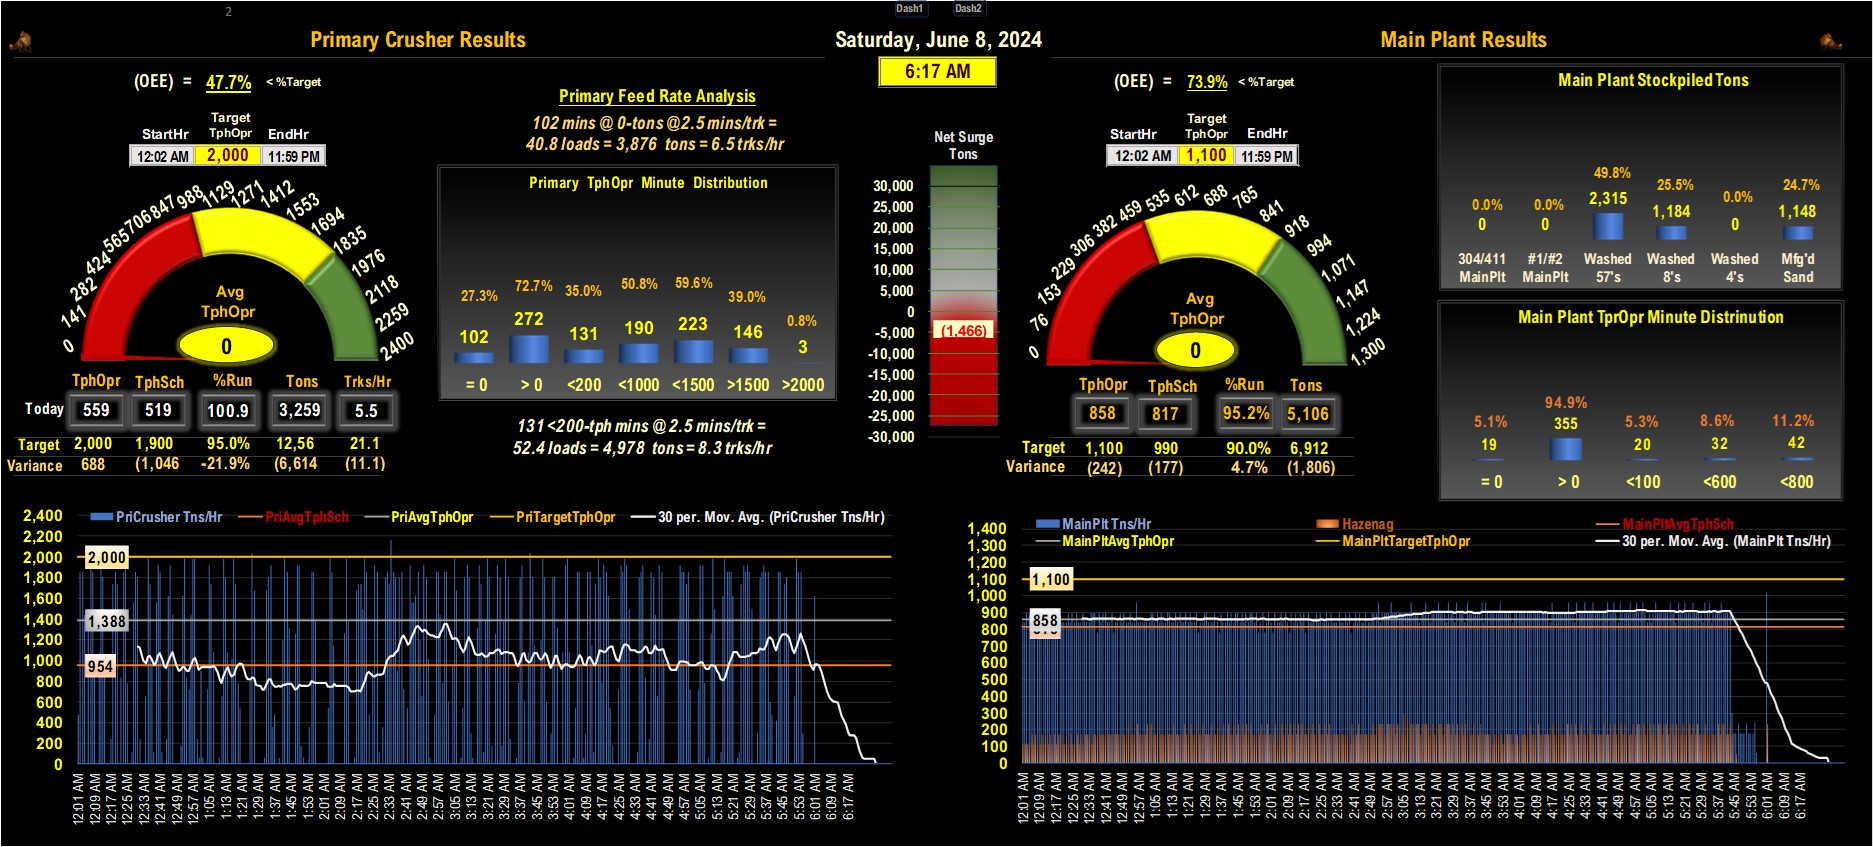 2
Dash1 Dash2
Primary Crusher Results
Saturday, June 8, 2024
Main Plant Results
6:17 AM
(OEE) = 47.7% < %Target
Target
StartHr TphOpr EndHr
12:02 AM 2,000 11:59 PM
0 141 282 424 565 706 847 988 1129 1271 1412 1553 1694 1835 1976 2118 2259 2400
Avg
TphOpr
0
TphOpr TphSch %Run Tons Trks/Hr
Today 559 519 100.9 3,259 5.5
Target 2,000 1,900 95.0% 12,56 21.1
Variance 688 (1,046 -21.9% (6,614 (11.1)
Primary Feed Rate Analysis
102 mins @ 0-tons @2.5 mins/trk =
40.8 loads = 3,876 tons = 6.5 trks/hr
Primary TphOpr Minute Distribution
27.3% 72.7% 35.0% 50.8% 59.6% 39.0% 0.8%
102 272 131 190 223 146 3
= 0 > 0 <200 <1000 <1500 >1500 >2000
131 <200-tph mins @ 2.5 mins/trk =
52.4 loads = 4,978 tons = 8.3 trks/hr
Net Surge
Tons
30,000
25,000
20,000
15,000
10,000
5,000
0
-5,000
(1,466)
-10,000
-15,000
-20,000
-25,000
-30,000
(OEE) = 73.9% < %Target
Target
StartHr TphOpr EndHr
12:02 AM 1,100 11:59 PM
0 76 153 229 306 382 459 535 612 688 765 841 918 994 1,071 1,147 1,224 1,300
Avg
TphOpr
0
TphOpr TphSch %Run Tons
858 817 95.2% 5,106
Target 1,100 990 90.0% 6,912
Variance (242) (177) 4.7% (1,806)
Main Plant Stockpiled Tons
0.0% 0.0% 49.8% 25.5% 0.0% 24.7%
0 0 2,315 1,184 0 1,148
304/411 #1/#2 Washed Washed Washed Mfg'd
MainPlt MainPlt 57's 8's 4's Sand
Main Plant TprOpr Minute Distrinution
5.1% 94.9% 5.3% 8.6% 11.2%
19 355 20 32 42
= 0 > 0 <100 <600 <800
PriCrusher Tns/Hr PriAvgTphSch PriAvgTphOpr PriTargetTphOpr 30 per. Mov. Avg. (PriCrusher Tns/Hr)
2,400
2,200
2,000
1,800
1,600
1,400
1,200
1,000
800
600
400
200
0
2,000
1,388
954
12:01 AM 12:09 AM 12:17 AM 12:25 AM 12:33 AM 12:41 AM 12:49 AM 12:57 AM 1:05 AM 1:13 AM 1:21 AM 1:29 AM 1:37 AM 1:45 AM 1:53 AM 2:01 AM 2:09 AM 2:17 AM 2:25 AM 2:33 AM 2:41 AM 2:49 AM 2:57 AM 3:05 AM 3:13 AM 3:21 AM 3:29 AM 3:37 AM 3:45 AM 3:53 AM 4:01 AM 4:09 AM 4:17 AM 4:25 AM 4:33 AM 4:41 AM 4:49 AM 4:57 AM 5:05 AM 5:13 AM 5:21 AM 5:29 AM 5:37 AM 5:45 AM 5:53 AM 6:01 AM 6:09 AM 6:17 AM
MainPlt Tns/Hr Hazenag MainPltAvgTphSch
MainPltAvgTphOpr MainPltTargetTphOpr 30 per. Mov. Avg. (MainPlt Tns/Hr)
1,400
1,300
1,200
1,100
1,000
900
800
700
600
500
400
300
200
100
0
1,100
858
12:01 AM 12:09 AM 12:17 AM 12:25 AM 12:33 AM 12:41 AM 12:49 AM 12:57 AM 1:05 AM 1:13 AM 1:21 AM 1:29 AM 1:37 AM 1:45 AM 1:53 AM 2:01 AM 2:09 AM 2:17 AM 2:25 AM 2:33 AM 2:41 AM 2:49 AM 2:57 AM 3:05 AM 3:13 AM 3:21 AM 3:29 AM 3:37 AM 3:45 AM 3:53 AM 4:01 AM 4:09 AM 4:17 AM 4:25 AM 4:33 AM 4:41 AM 4:49 AM 4:57 AM 5:05 AM 5:13 AM 5:21 AM 5:29 AM 5:37 AM 5:45 AM 5:53 AM 6:01 AM 6:09 AM 6:17 AM